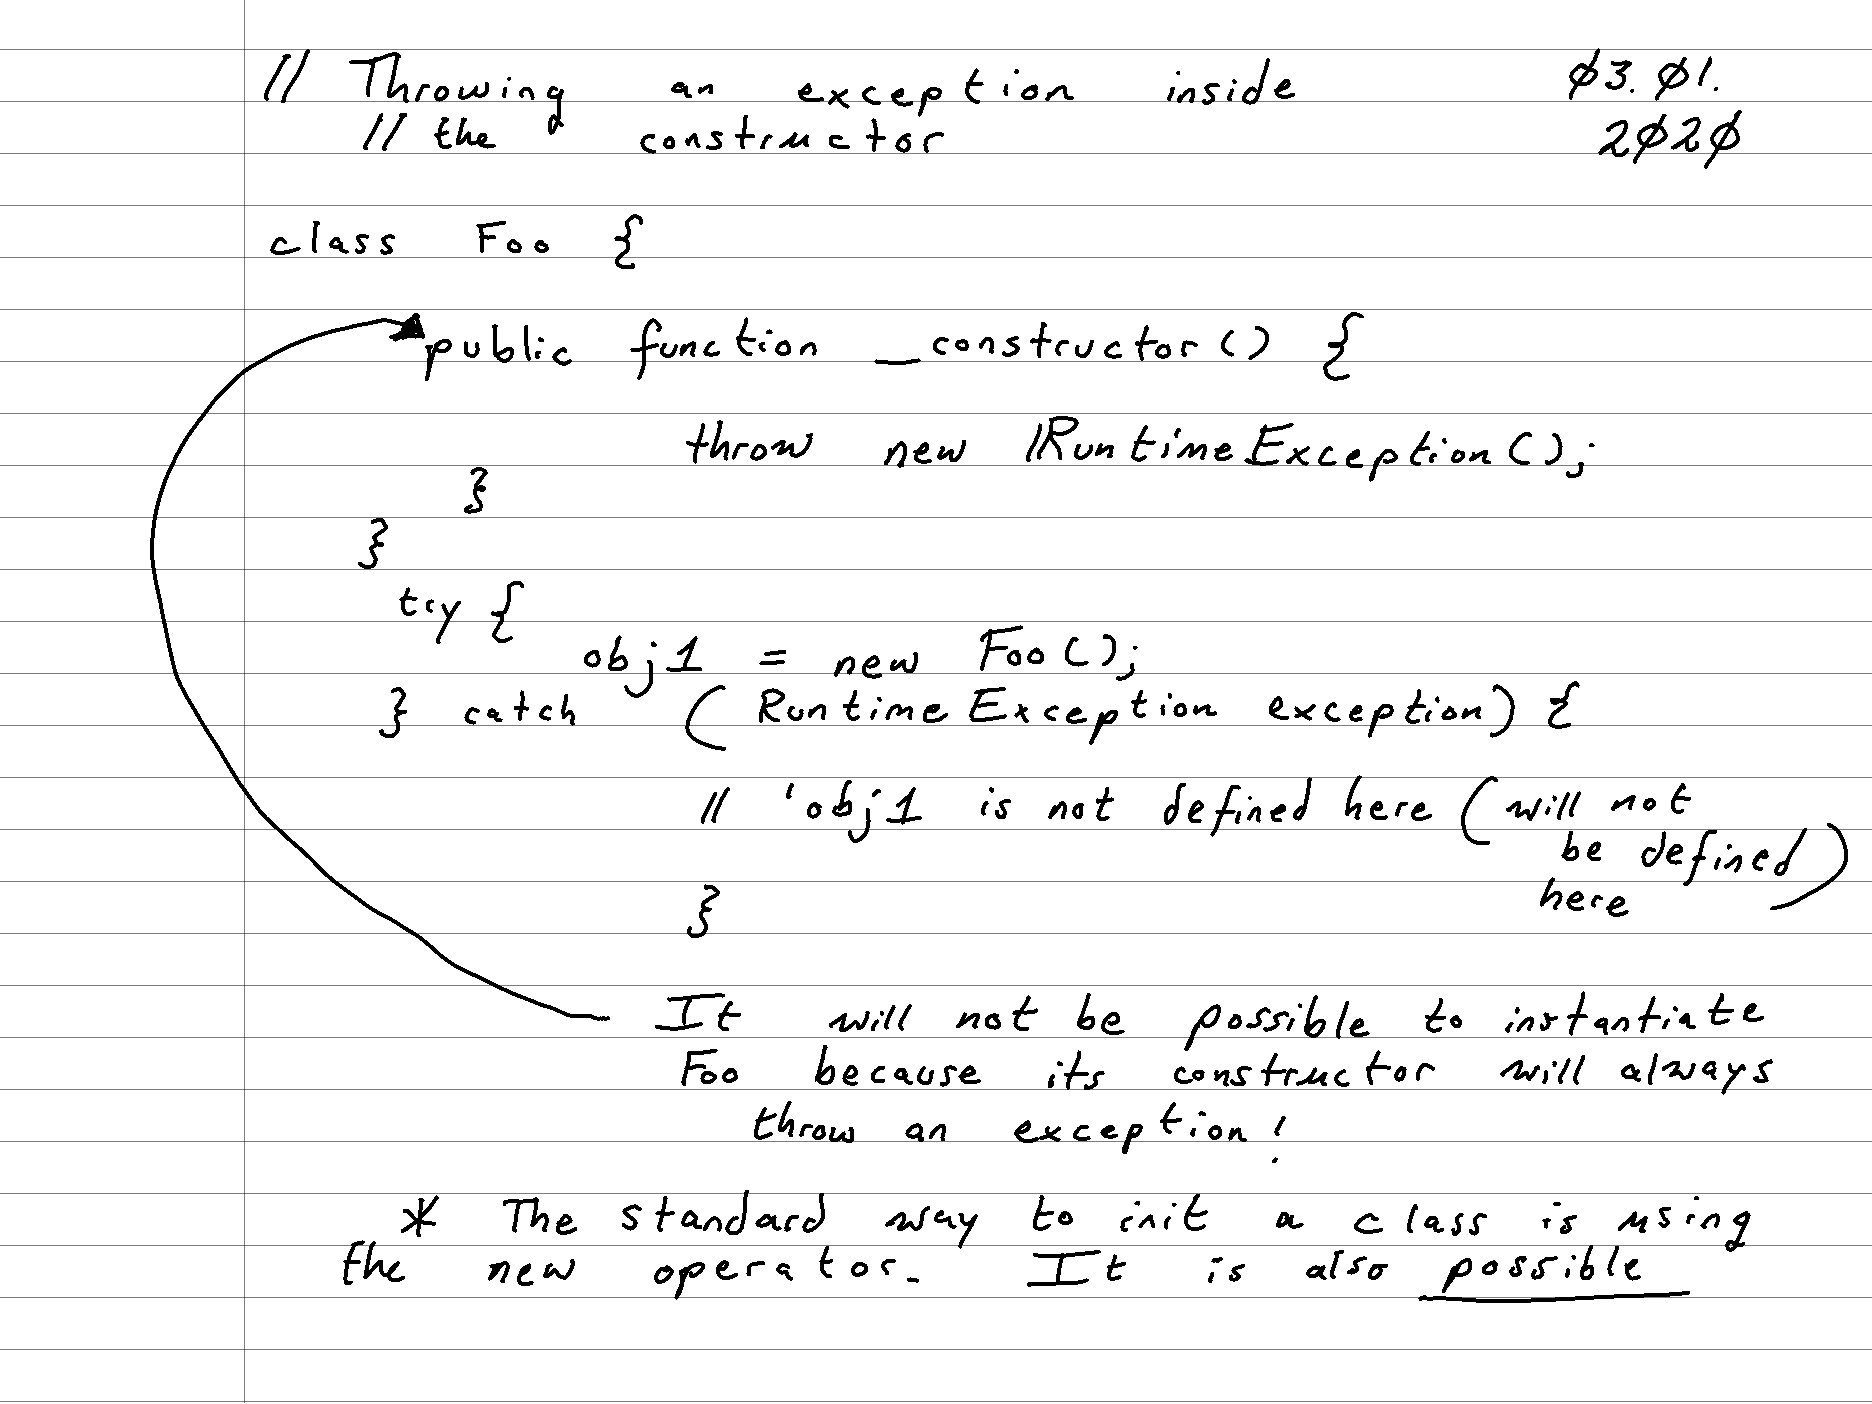 // Throwing an exception inside 03.01.
// the constructor 2020
class Foo {
public function _constructor() {
throw new \RuntimeException();
}
}
try {
obj1 = new Foo();
} catch (RuntimeException exception) {
// 'obj1 is not defined here (will not
be defined)
here
}
It will not be possible to instantiate
Foo because its constructor will always
throw an exception!
* The standard way to init a class is using
the new operator. It is also possible